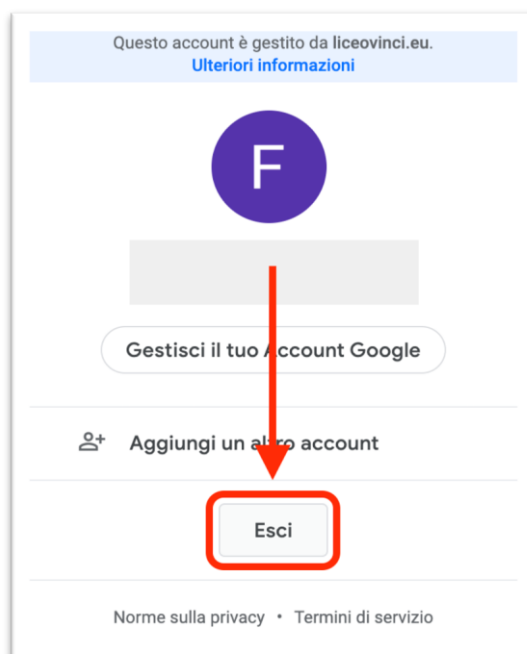 Questo account è gestito da liceovinci.eu.
Ulteriori informazioni
F
Gestisci il tuo Account Google
Aggiungi un altro account
Esci
Norme sulla privacy • Termini di servizio